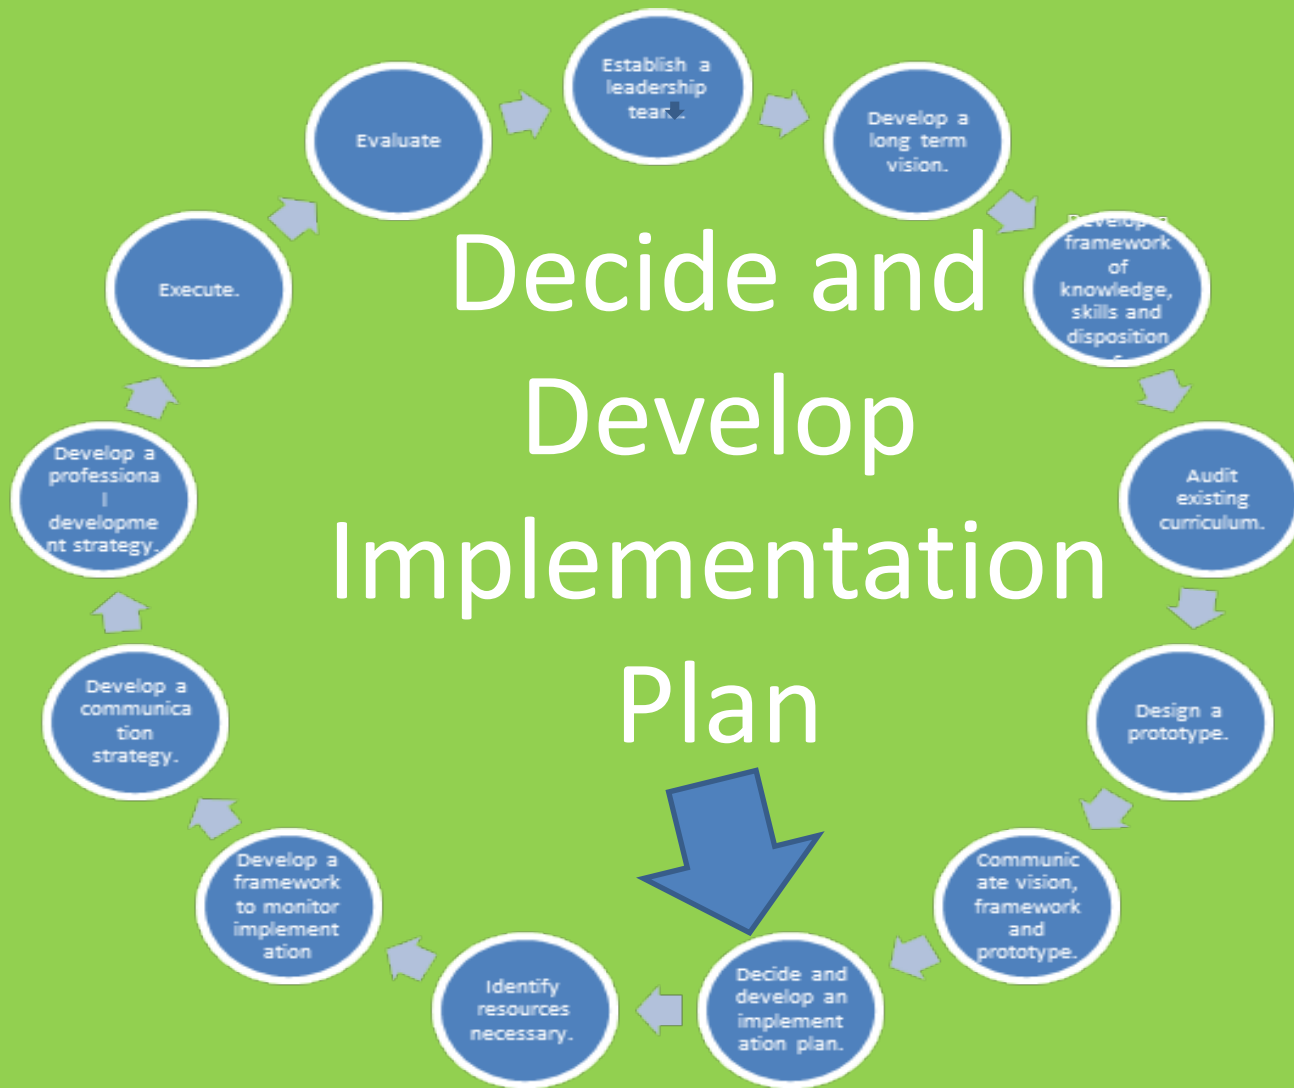 Establish a
leadership
team.
Develop a
long term
vision.
framework
of
knowledge,
skills and
disposition
Audit
existing
curriculum.
Design a
prototype.
Communic
ate vision,
framework
and
prototype.
Decide and
develop an
implement
ation plan.
Identify
resources
necessary.
Develop a
framework
to monitor
implement
ation
Develop a
communica
tion
strategy.
Develop a
professiona
l
developme
nt strategy.
Execute.
Evaluate
Decide and
Develop
Implementation
Plan